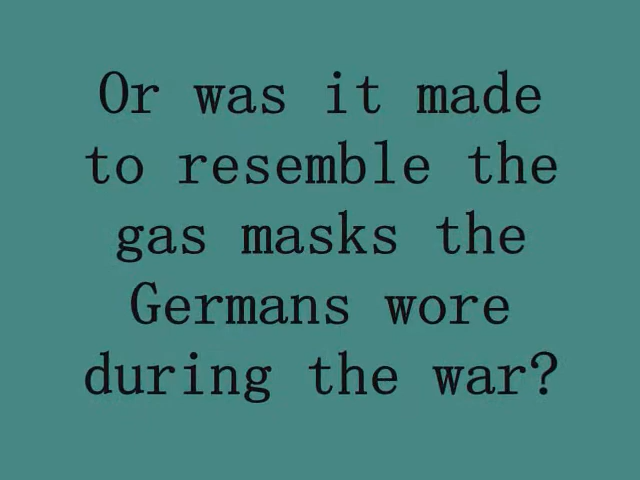 Or was it made
to resemble the
gas masks the
Germans wore
during the war?